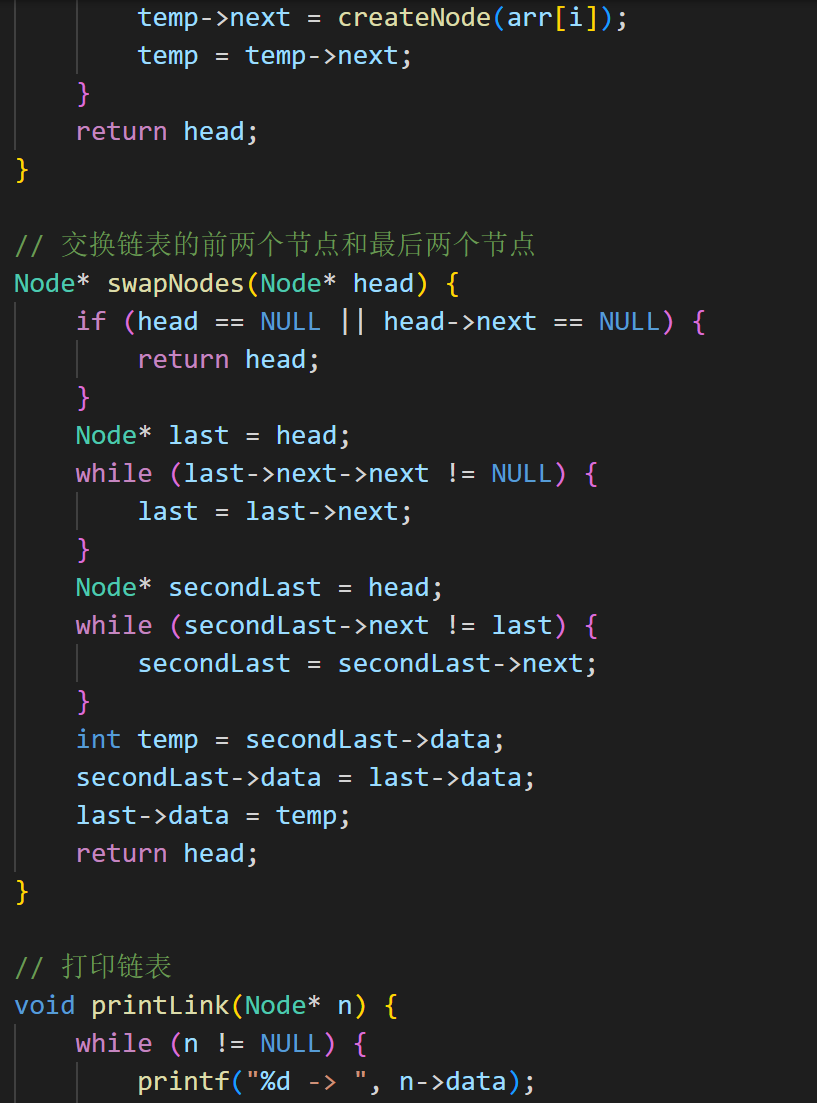 temp->next = createNode(arr[i]);
temp = temp->next;
}
return head;
}
// 交换链表的前两个节点和最后两个节点
Node* swapNodes(Node* head) {
if (head == NULL || head->next == NULL) {
return head;
}
Node* last = head;
while (last->next->next != NULL) {
last = last->next;
}
Node* secondLast = head;
while (secondLast->next != last) {
secondLast = secondLast->next;
}
int temp = secondLast->data;
secondLast->data = last->data;
last->data = temp;
return head;
}
// 打印链表
void printLink(Node* n) {
while (n != NULL) {
printf("%d -> ", n->data);